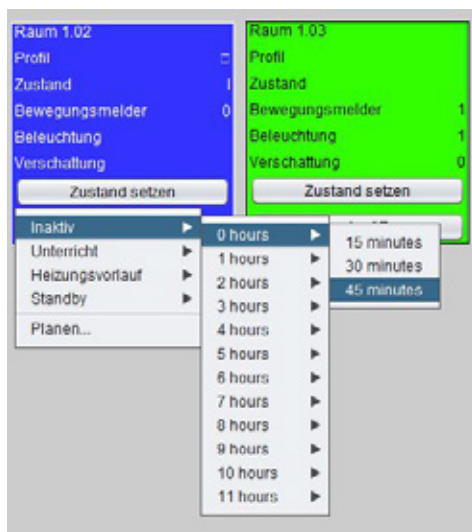 Raum 1.02
Profil
Zustand I
Bewegungsmelder 0
Beleuchtung
Verschattung
Zustand setzen
Raum 1.03
Profil
Zustand
Bewegungsmelder 1
Beleuchtung 1
Verschattung 0
Zustand setzen
Inaktiv
Unterricht
Heizungsvorlauf
Standby
Planen...
0 hours
1 hours
2 hours
3 hours
4 hours
5 hours
6 hours
7 hours
8 hours
9 hours
10 hours
11 hours
15 minutes
30 minutes
45 minutes